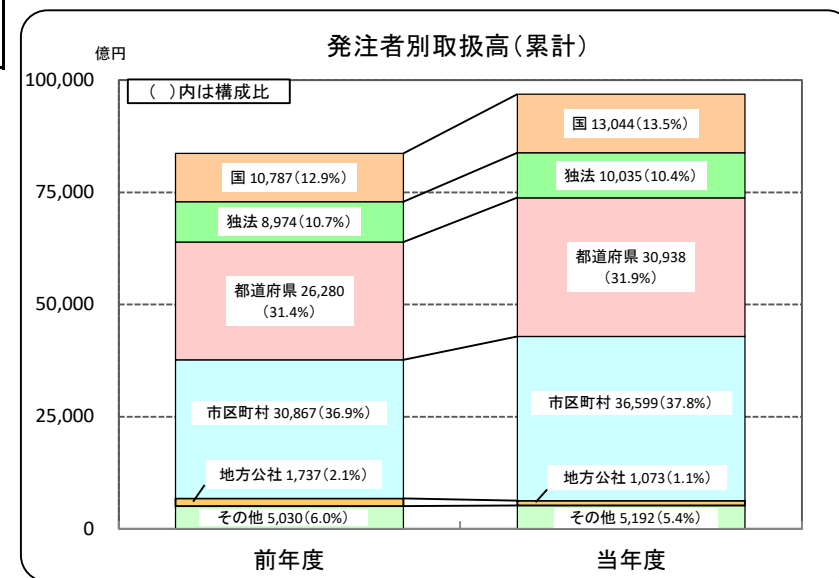 発注者別取扱高(累計)
億円
( )内は構成比
100,000
75,000
50,000
25,000
0
国 10,787(12.9%)
独法 8,974(10.7%)
都道府県 26,280
(31.4%)
市区町村 30,867(36.9%)
地方公社 1,737(2.1%)
その他 5,030(6.0%)
国 13,044(13.5%)
独法 10,035(10.4%)
都道府県 30,938
(31.9%)
市区町村 36,599(37.8%)
地方公社 1,073(1.1%)
その他 5,192(5.4%)
前年度
当年度